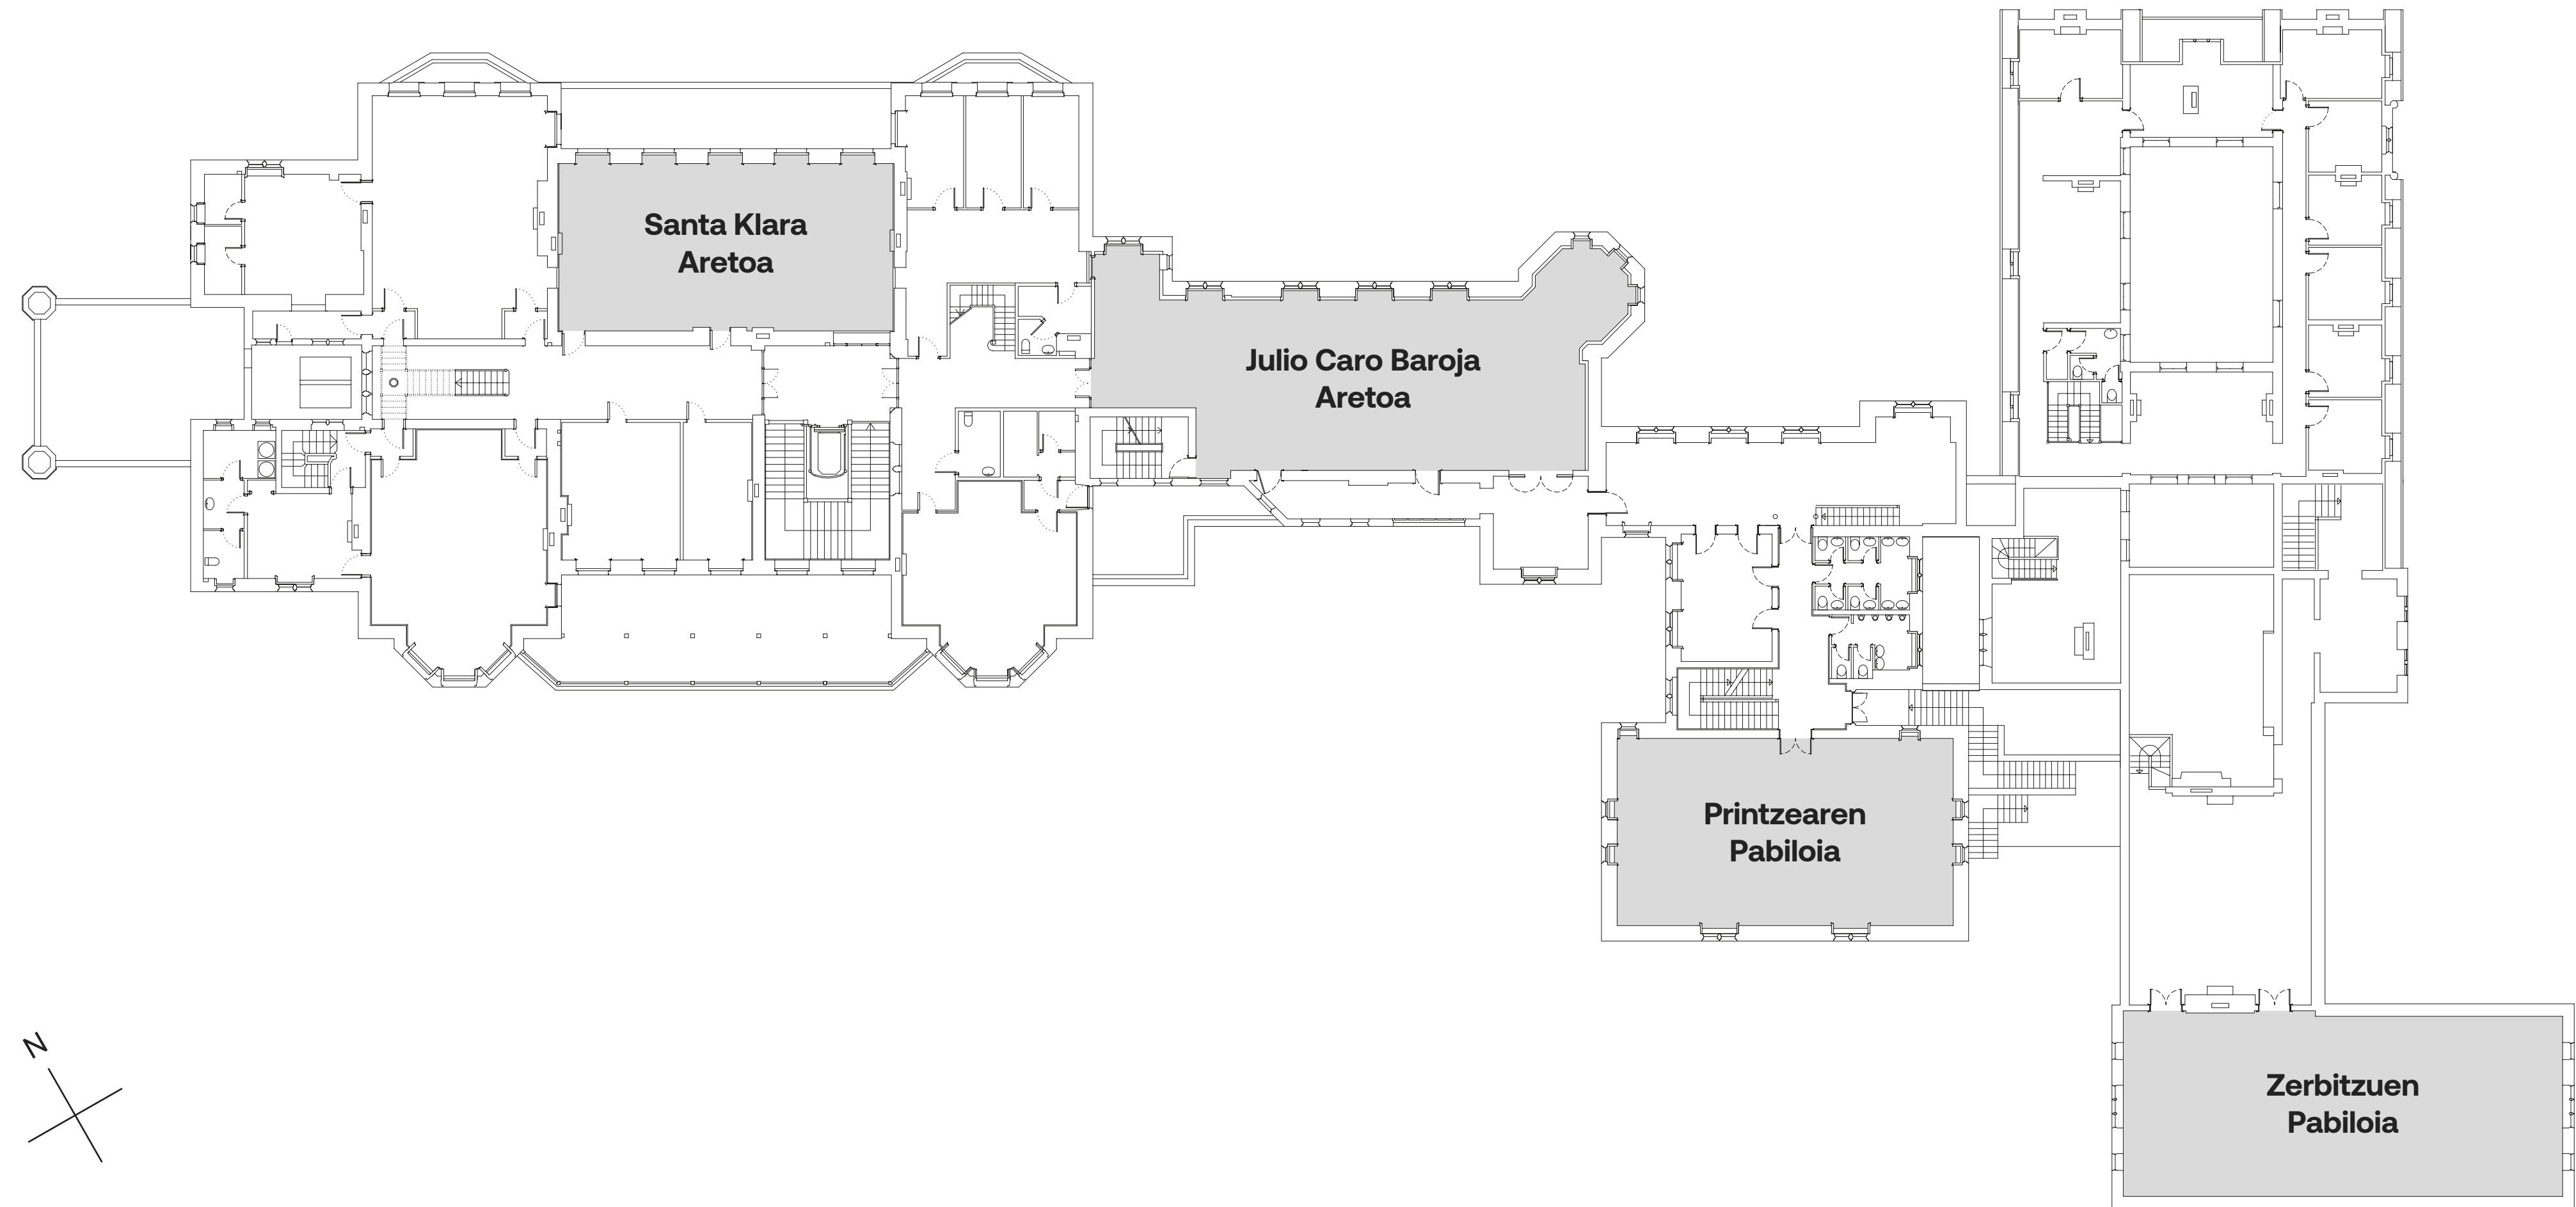 Santa Klara
Aretoa
Julio Caro Baroja
Aretoa
Printzearen
Pabiloia
Zerbitzuen
Pabiloia
N